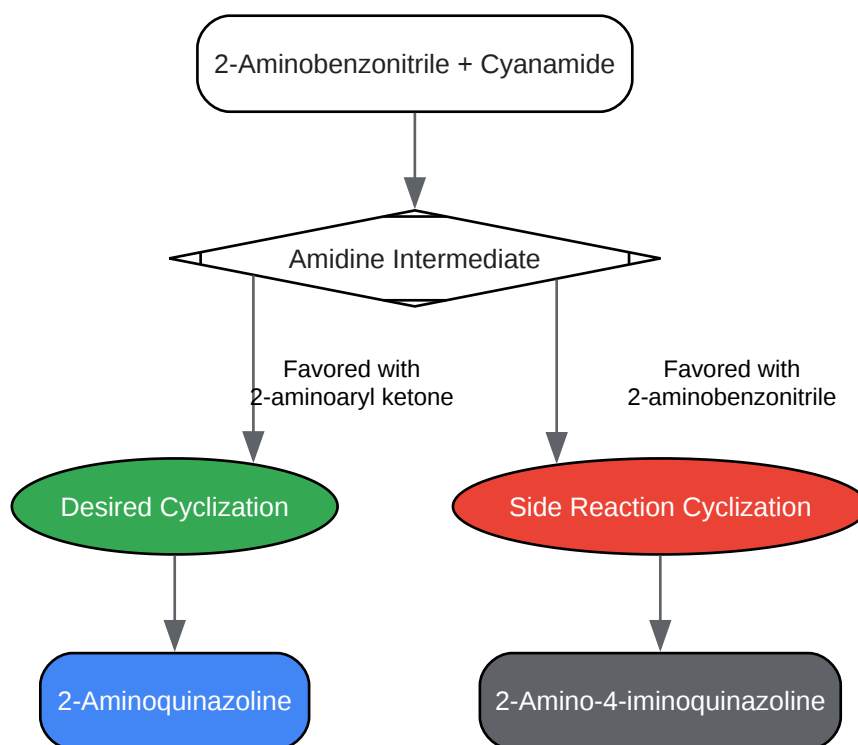 2-Aminobenzonitrile + Cyanamide
Amidine Intermediate
Favored with
2-aminoaryl ketone
Favored with
2-aminobenzonitrile
Desired Cyclization
Side Reaction Cyclization
2-Aminoquinazoline
2-Amino-4-iminoquinazoline